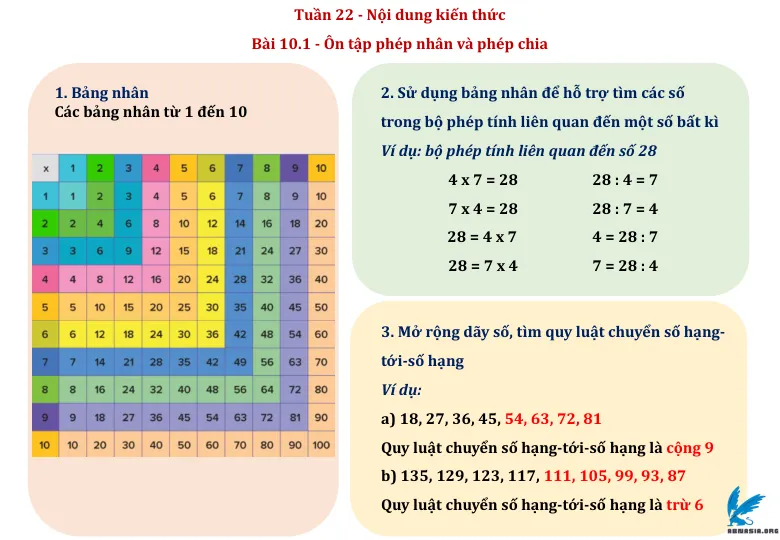 Tuần 22 - Nội dung kiến thức
Bài 10.1 - Ôn tập phép nhân và phép chia
1. Bảng nhân
Các bảng nhân từ 1 đến 10
x 1 2 3 4 5 6 7 8 9 10
1 1 2 3 4 5 6 7 8 9 10
2 2 4 6 8 10 12 14 16 18 20
3 3 6 9 12 15 18 21 24 27 30
4 4 8 12 16 20 24 28 32 36 40
5 5 10 15 20 25 30 35 40 45 50
6 6 12 18 24 30 36 42 48 54 60
7 7 14 21 28 35 42 49 56 63 70
8 8 16 24 32 40 48 56 64 72 80
9 9 18 27 36 45 54 63 72 81 90
10 10 20 30 40 50 60 70 80 90 100
2. Sử dụng bảng nhân để hỗ trợ tìm các số
trong bộ phép tính liên quan đến một số bất kì
Ví dụ: bộ phép tính liên quan đến số 28
4 x 7 = 28 28 : 4 = 7
7 x 4 = 28 28 : 7 = 4
28 = 4 x 7 4 = 28 : 7
28 = 7 x 4 7 = 28 : 4
3. Mở rộng dãy số, tìm quy luật chuyển số hạng-
tới-số hạng
Ví dụ:
a) 18, 27, 36, 45, 54, 63, 72, 81
Quy luật chuyển số hạng-tới-số hạng là cộng 9
b) 135, 129, 123, 117, 111, 105, 99, 93, 87
Quy luật chuyển số hạng-tới-số hạng là trừ 6
ABMASIA.ORG